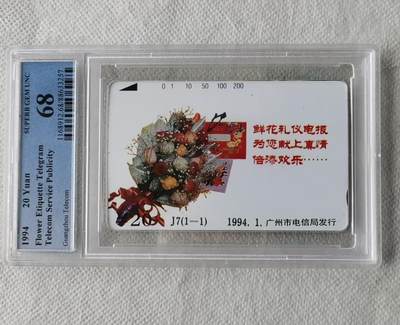 1994 20 Yuan SUPERB GEM UNC
Flower Etiquette Telegram
Telecom Service Publicity
Guangzhou Telecom
68
0 1 10 50 100 200
鲜花礼仪电报
为您献上真情
倍添欢乐······
20 J7(1-1) 1994.1.广州市电信局发行